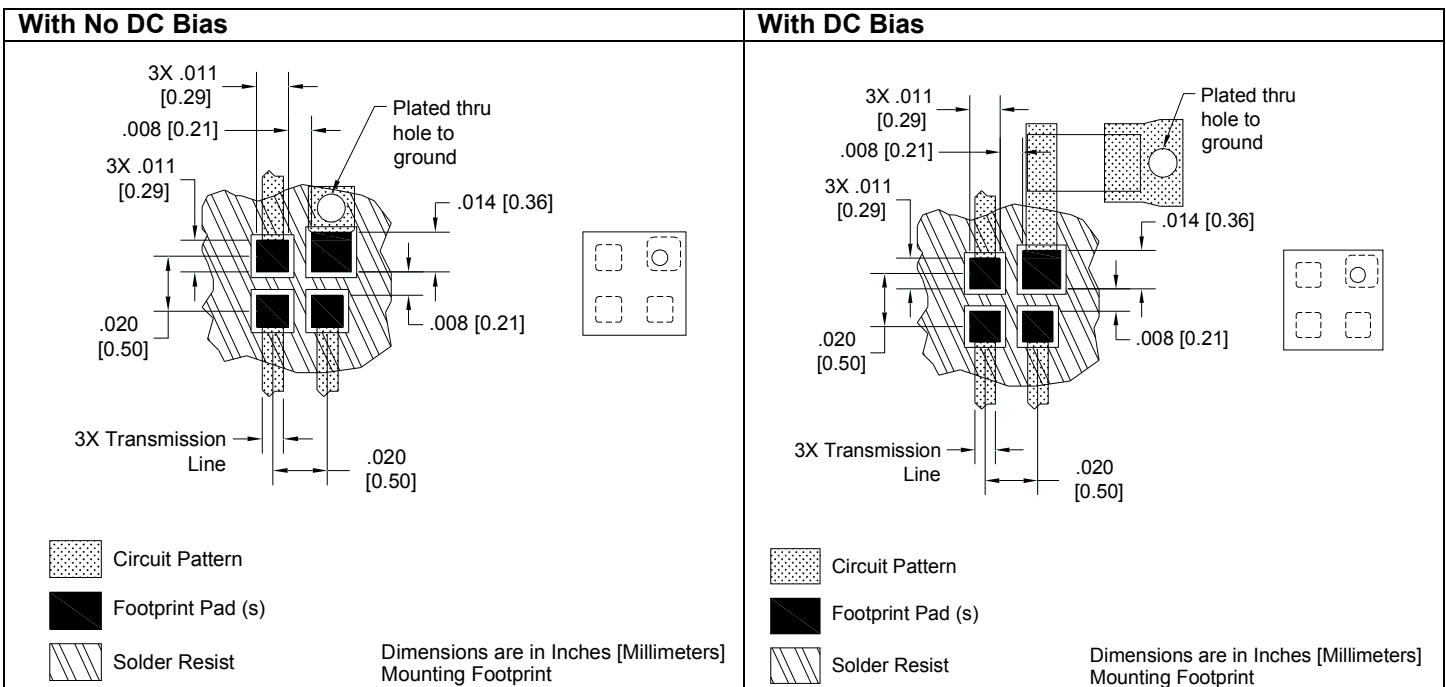 With No DC Bias
3X .011
[0.29]
Plated thru
hole to
ground
.008 [0.21]
3X .011
[0.29]
.014 [0.36]
.020
[0.50]
.008 [0.21]
3X Transmission
Line
.020
[0.50]
Circuit Pattern
Footprint Pad (s)
Solder Resist
Dimensions are in Inches [Millimeters]
Mounting Footprint
With DC Bias
3X .011
[0.29]
Plated thru
hole to
ground
.008 [0.21]
3X .011
[0.29]
.014 [0.36]
.020
[0.50]
.008 [0.21]
3X Transmission
Line
.020
[0.50]
Circuit Pattern
Footprint Pad (s)
Solder Resist
Dimensions are in Inches [Millimeters]
Mounting Footprint